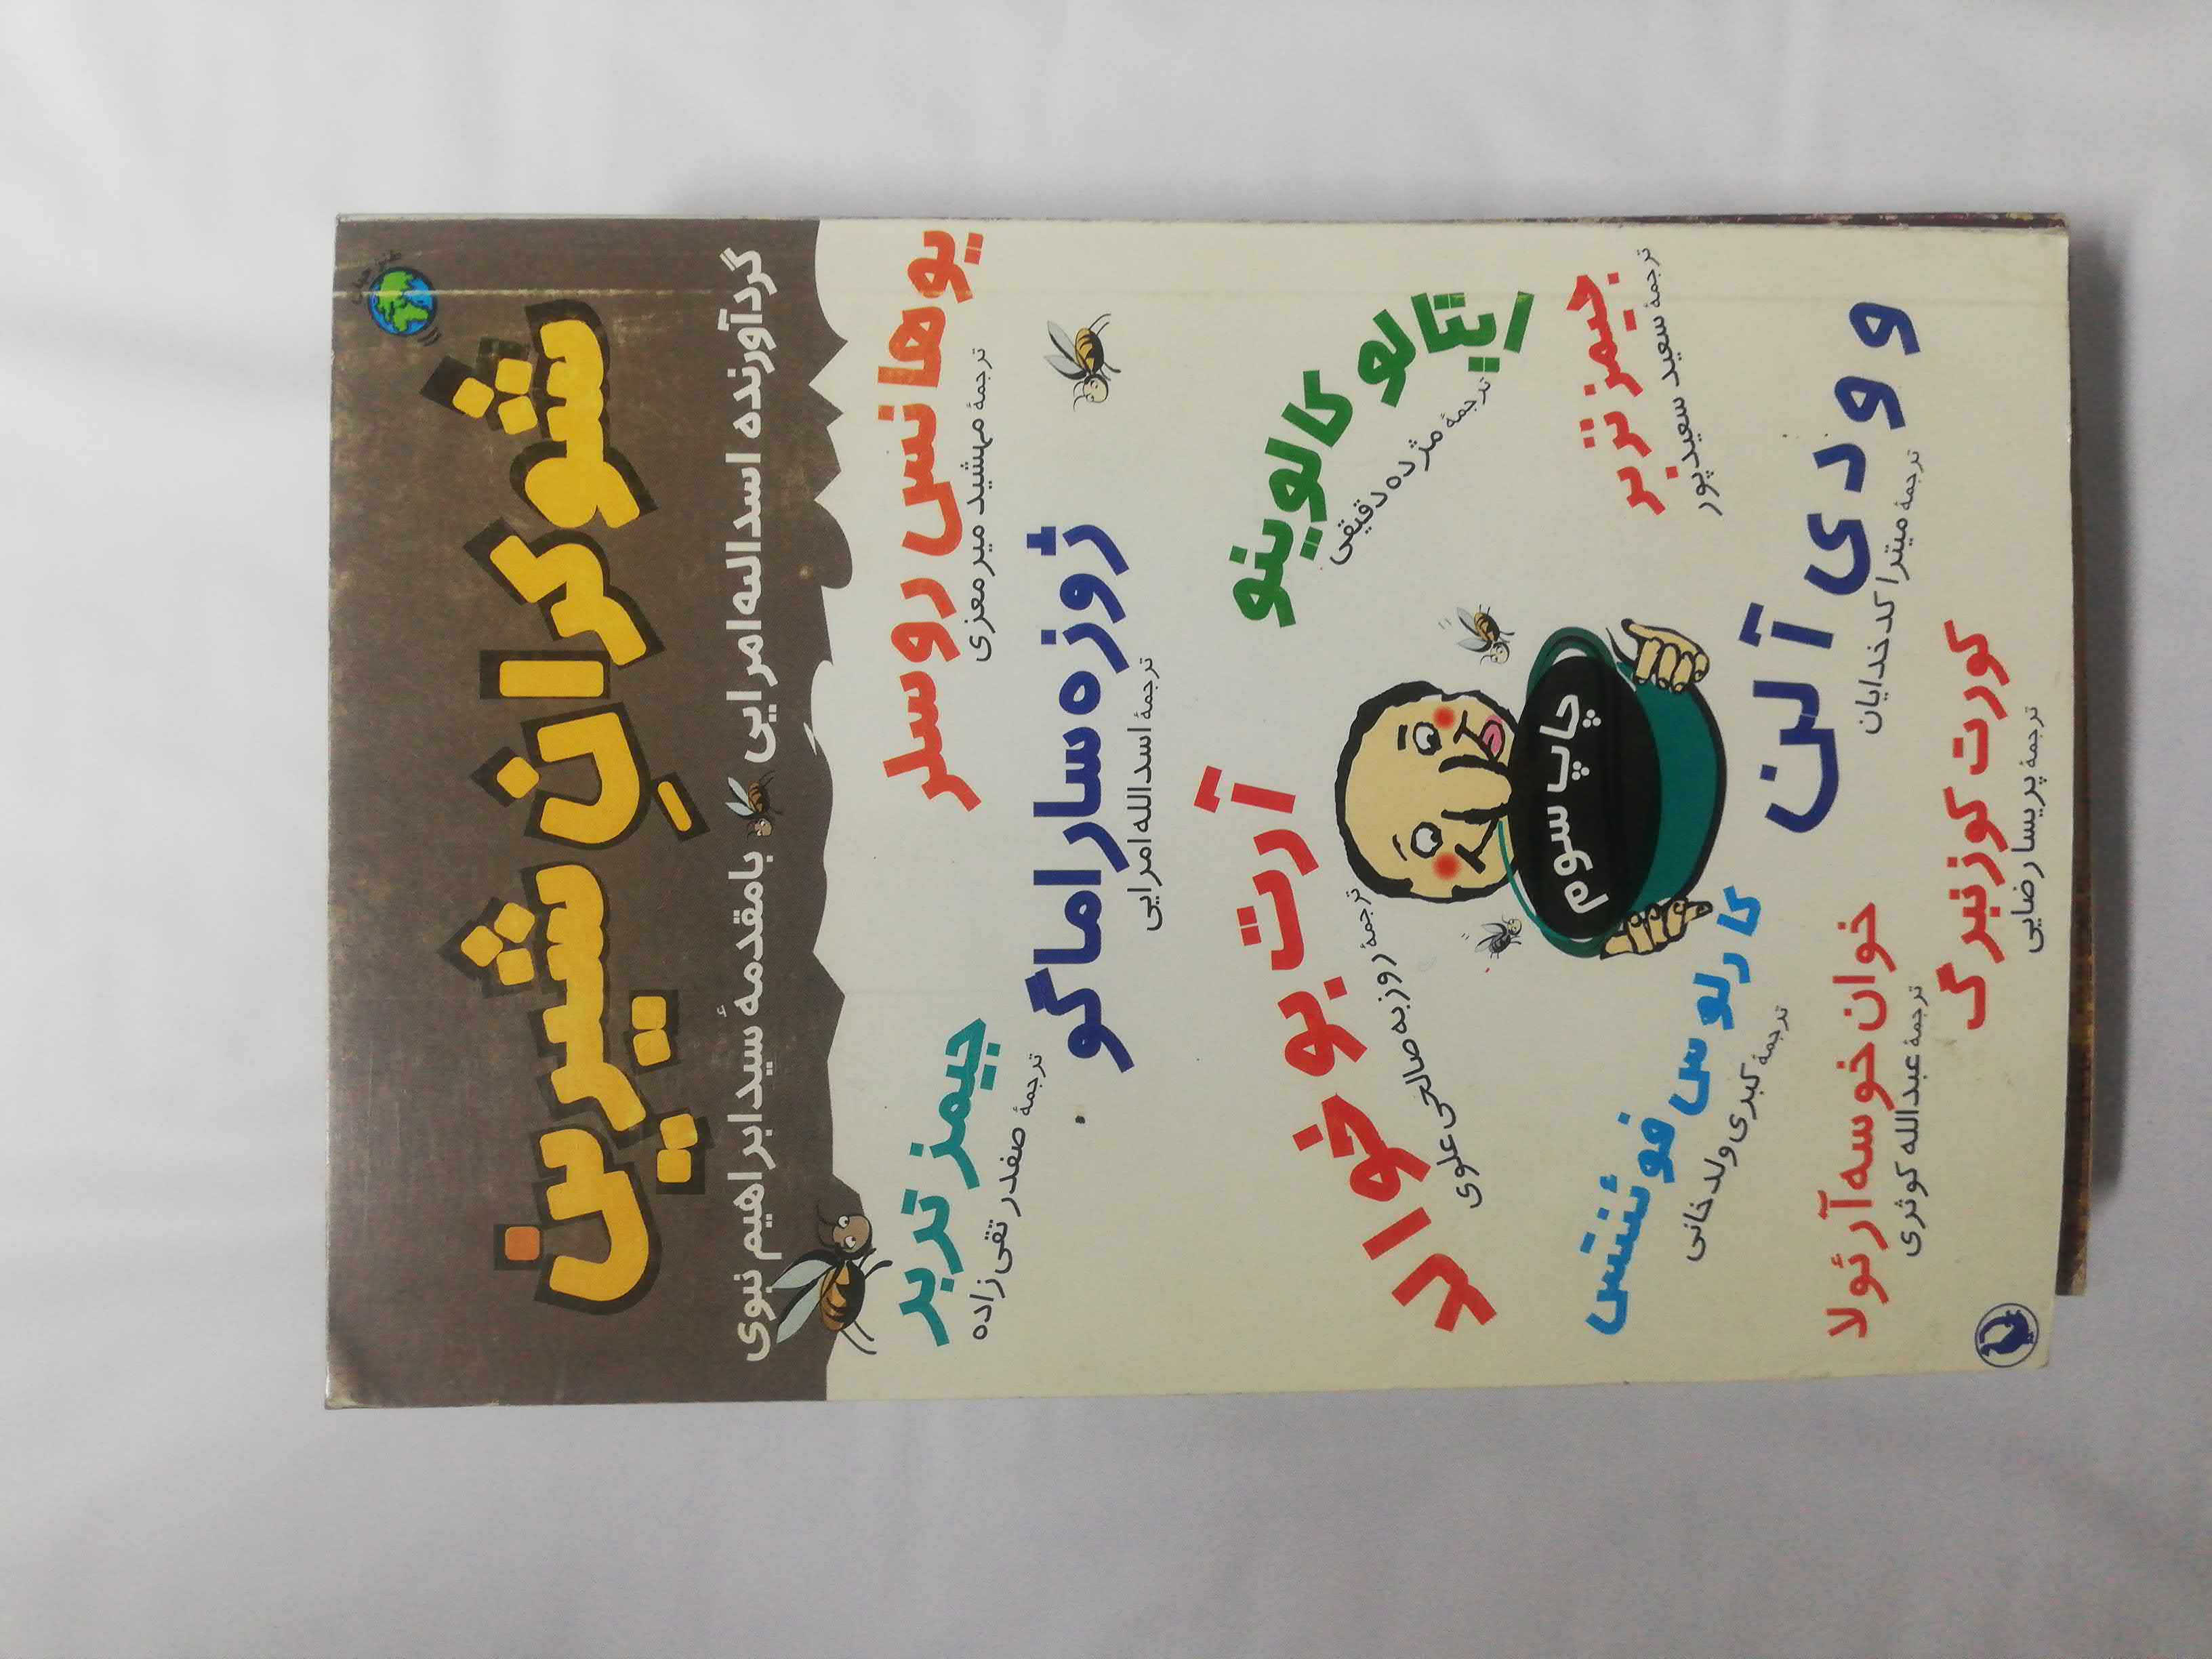 طنز جهان
شوکرانِ شیرین
گردآورنده اسدالله امرایی
بامقدمهٔ سیدابراهیم نبوی
یوهانس روسلر
ترجمهٔ مهشید میرمعزی
جیمز تربر
ترجمهٔ صفدر تقی زاده
ژوزه ساراماگو
ترجمهٔ اسدالله امرایی
ایتالو کالوینو
ترجمهٔ مژده دقیقی
آرت بوخوالد
ترجمهٔ روزبه صالحی علوی
چاپ سوم
جیمز تربر
ترجمهٔ سعید سعیدپور
کارلوس فوئنتس
ترجمهٔ کبری ولدخانی
وودی آلن
ترجمهٔ میترا کدخدایان
خوان خوسه آرئولا
ترجمهٔ عبدالله کوثری
کورت کوزنبرگ
ترجمهٔ پریسا رضایی